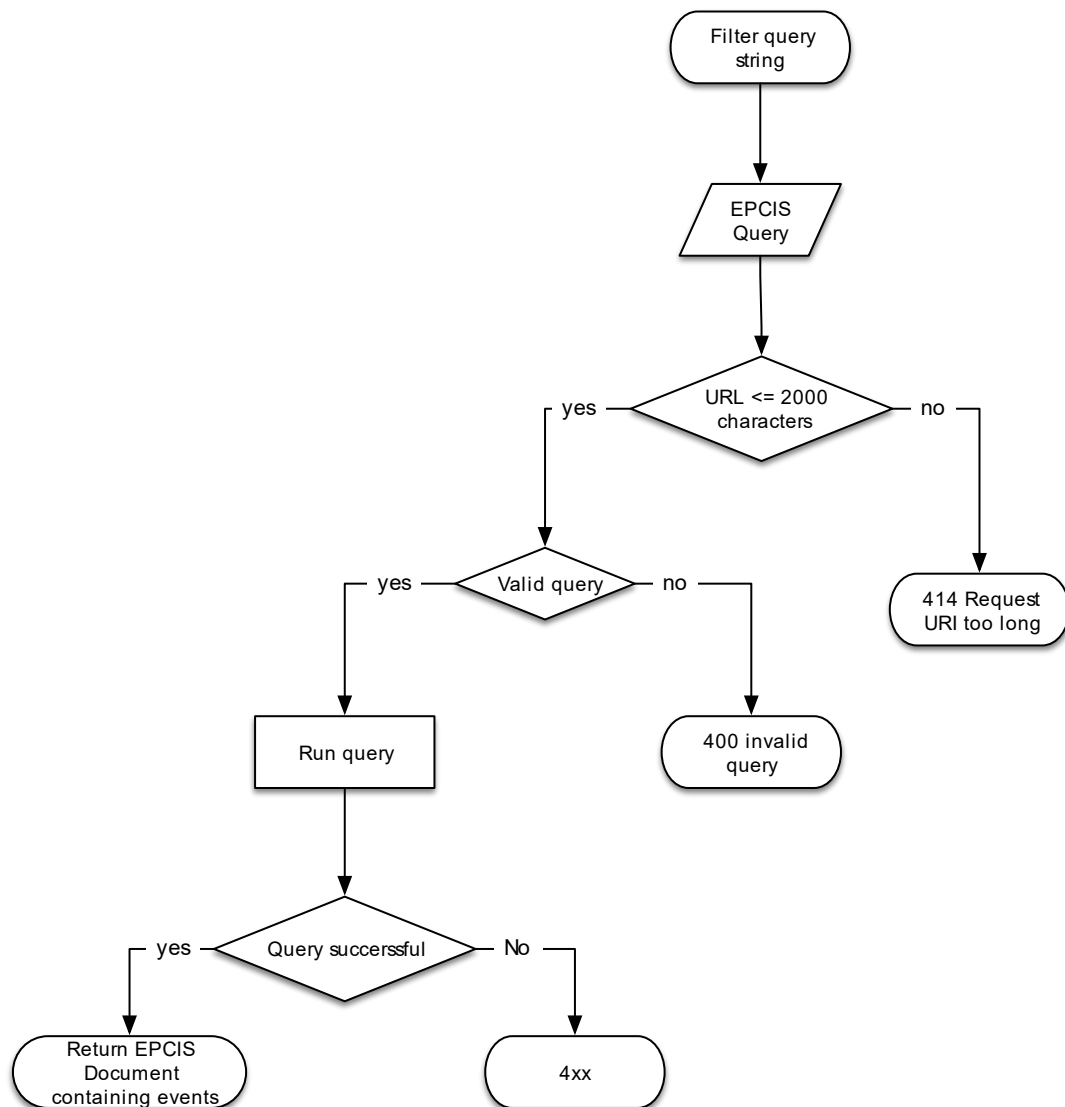 Filter query
string
EPCIS
Query
URL <= 2000
characters
yes
no
Valid query
yes
no
414 Request
URI too long
Run query
400 invalid
query
Query succerssful
yes
No
Return EPCIS
Document
containing events
4xx